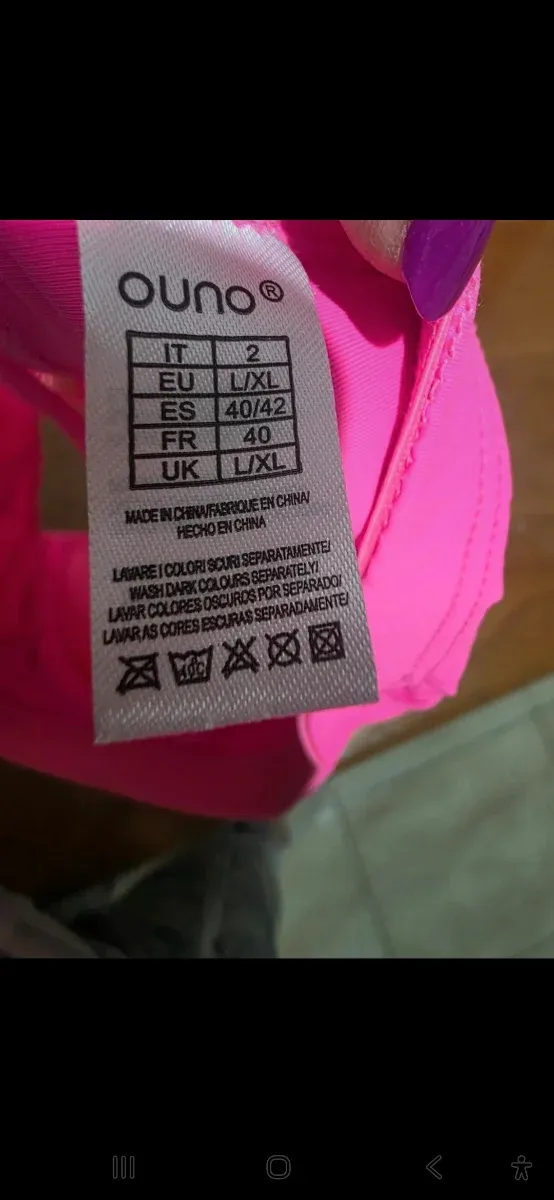 OUNO®
IT 2
EU L/XL
ES 40/42
FR 40
UK L/XL
MADE IN CHINA/FABRIQUE EN CHINA/
HECHO EN CHINA
LAVARE I COLORI SCURI SEPARATAMENTE/
WASH DARK COLOURS SEPARATELY/
LAVAR COLORES OSCUROS POR SEPARADO/
LAVAR AS CORES ESCURAS SEPARADAMENTE/